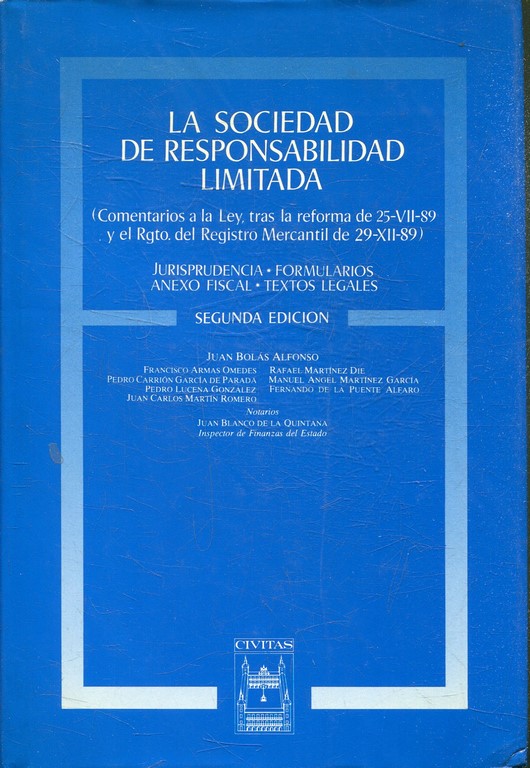 LA SOCIEDAD
DE RESPONSABILIDAD
LIMITADA
(Comentarios a la Ley, tras la reforma de 25-VII-89
y el Rgto. del Registro Mercantil de 29-XII-89)
JURISPRUDENCIA • FORMULARIOS
ANEXO FISCAL • TEXTOS LEGALES
SEGUNDA EDICION
JUAN BOLÁS ALFONSO
FRANCISCO ARMAS OMEDES RAFAEL MARTÍNEZ DIE
PEDRO CARRIÓN GARCÍA DE PARADA MANUEL ANGEL MARTÍNEZ GARCÍA
PEDRO LUCENA GONZÁLEZ FERNANDO DE LA PUENTE ALFARO
JUAN CARLOS MARTÍN ROMERO
Notarios
JUAN BLANCO DE LA QUINTANA
Inspector de Finanzas del Estado
CIVITAS